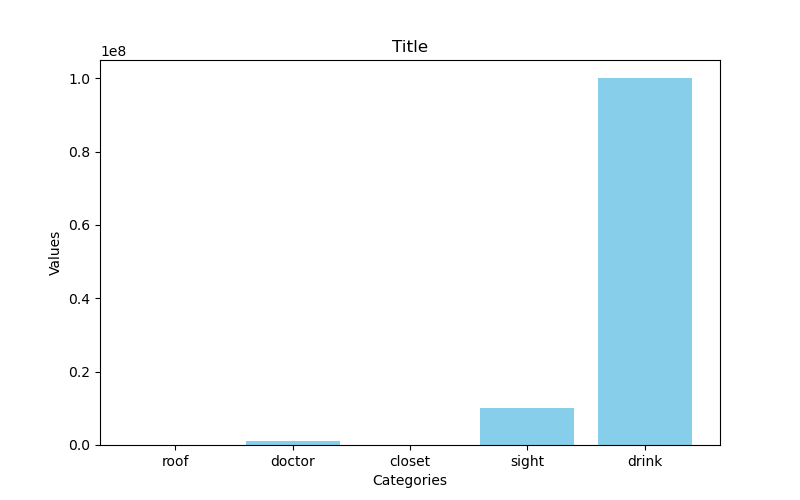 Title
1e8
1.0
0.8
0.6
0.4
0.2
0.0
Values
roof doctor closet sight drink
Categories